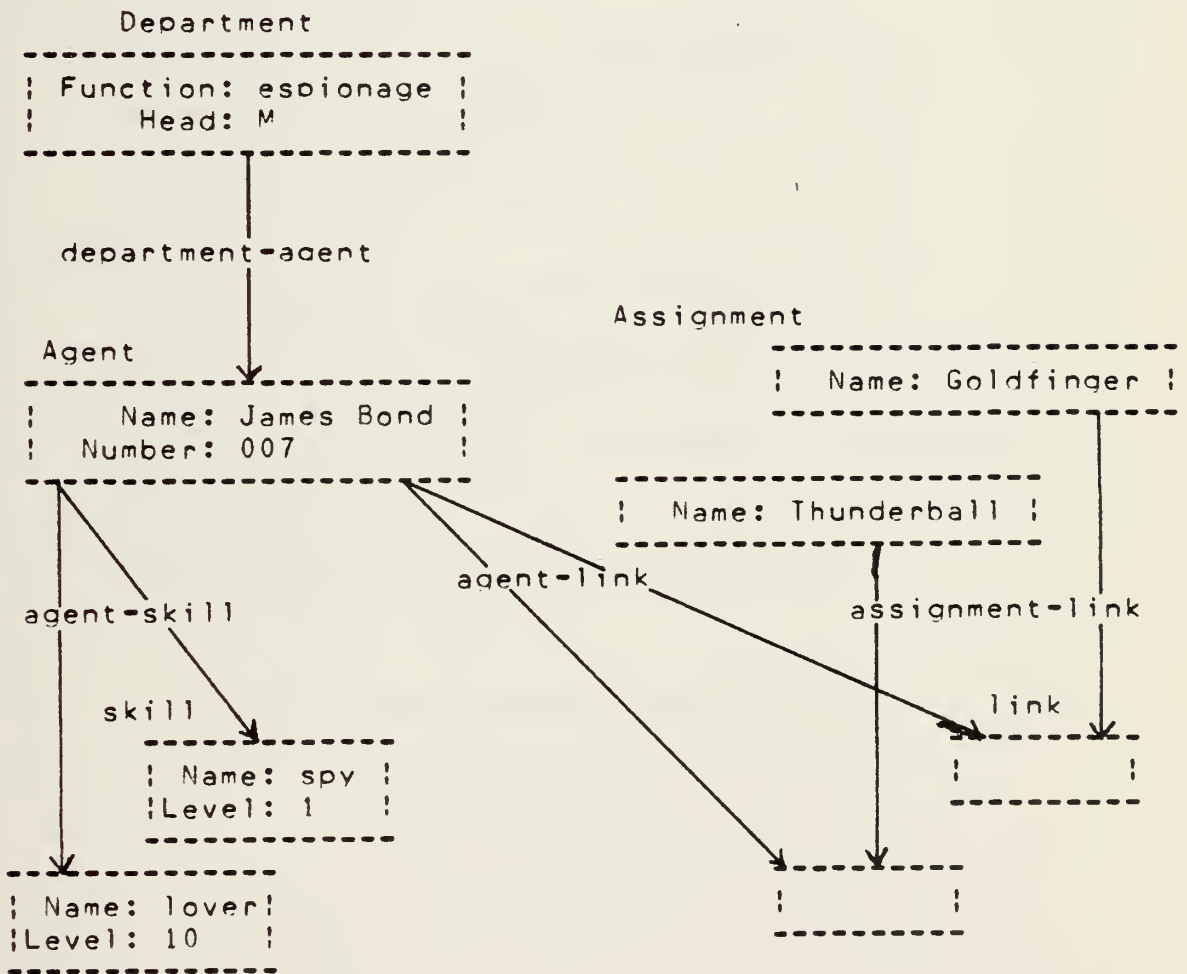 Department
Function: espionage
Head: M
department-agent
Assignment
Name: Goldfinger
Agent
Name: James Bond
Number: 007
Name: Thunderball
agent-link
agent-skill
assignment-link
skill
link
Name: spy
Level: 1
Name: lover
Level: 10